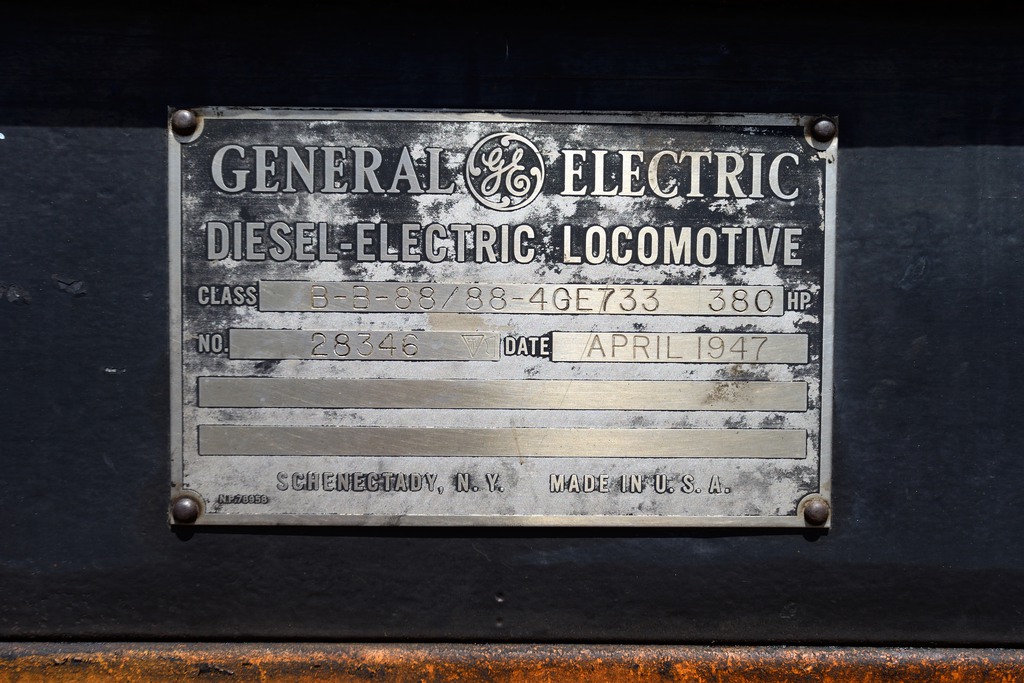 GENERAL GE ELECTRIC
DIESEL-ELECTRIC LOCOMOTIVE
CLASS B-B-88/88-4GE733 380 HP
NO. 28346 DATE APRIL 1947
SCHENECTADY, N. Y. MADE IN U. S. A.
N.P. 78958